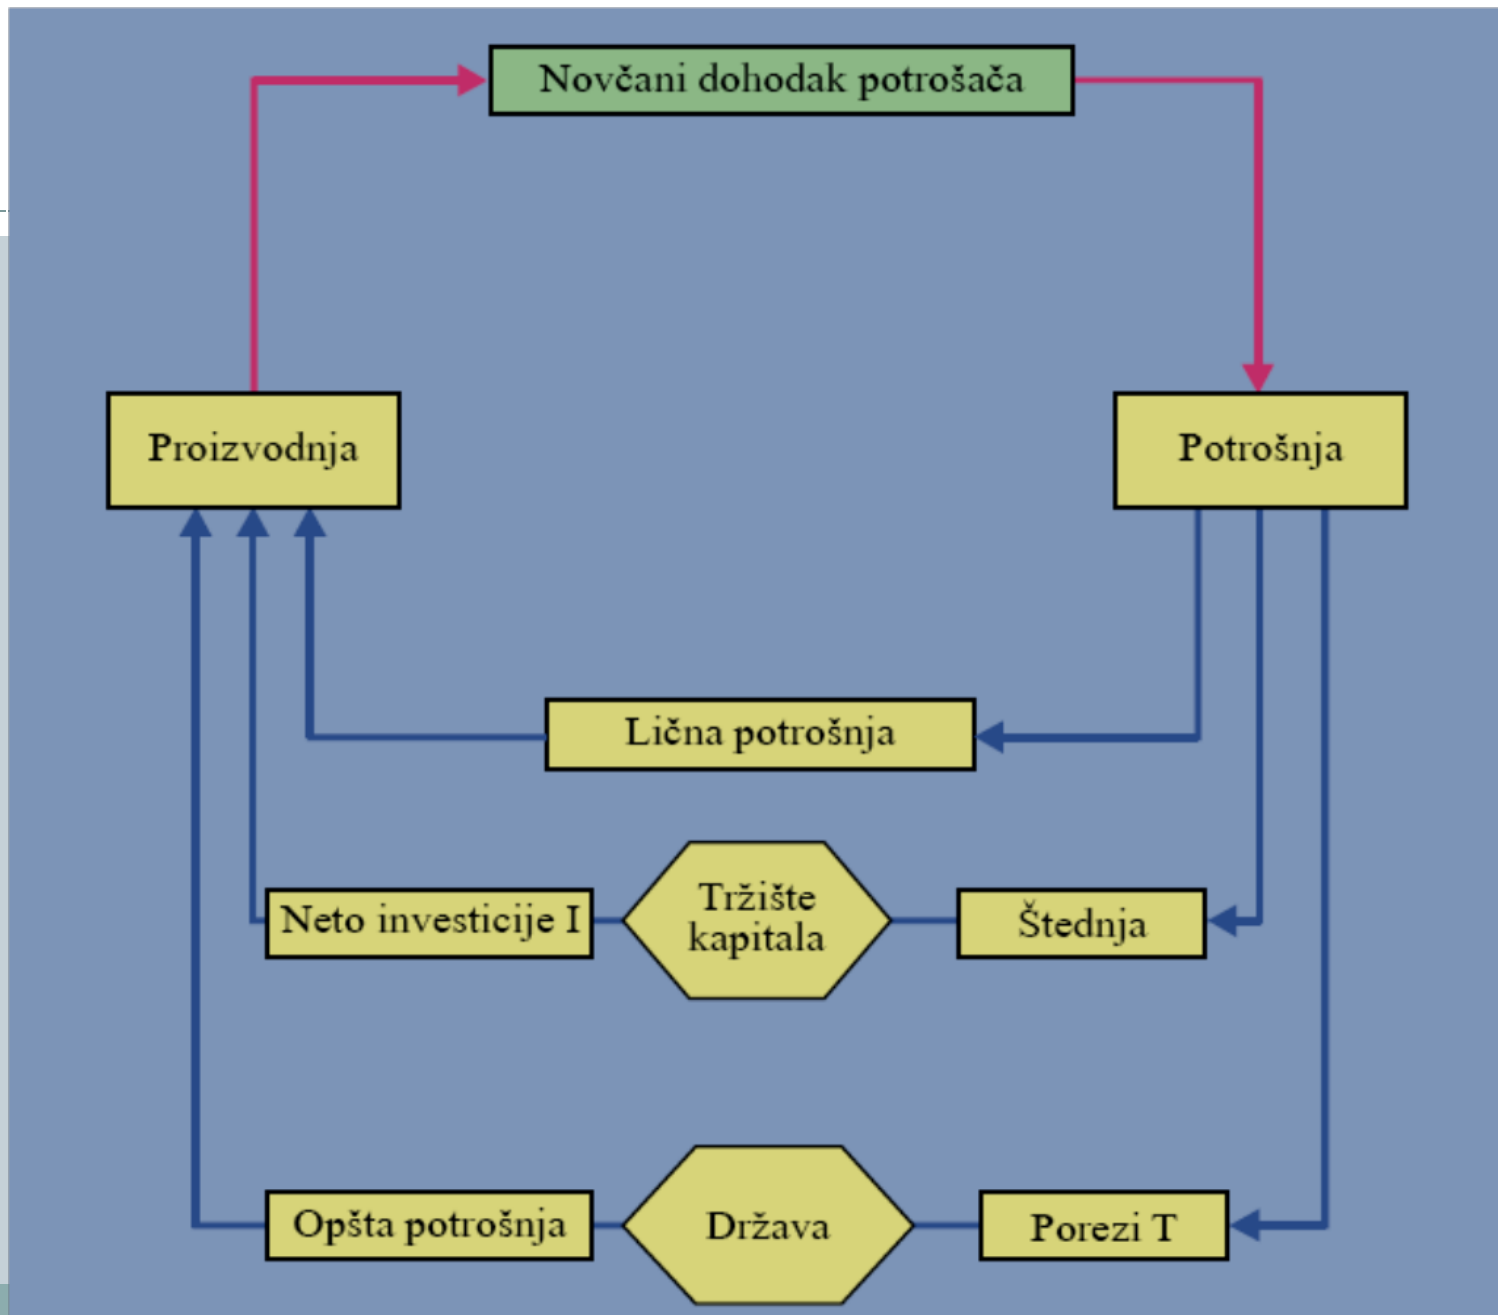 Novčani dohodak potrošača
Proizvodnja
Potrošnja
Lična potrošnja
Neto investicije I
Tržište
kapitala
Štednja
Opšta potrošnja
Država
Porezi T